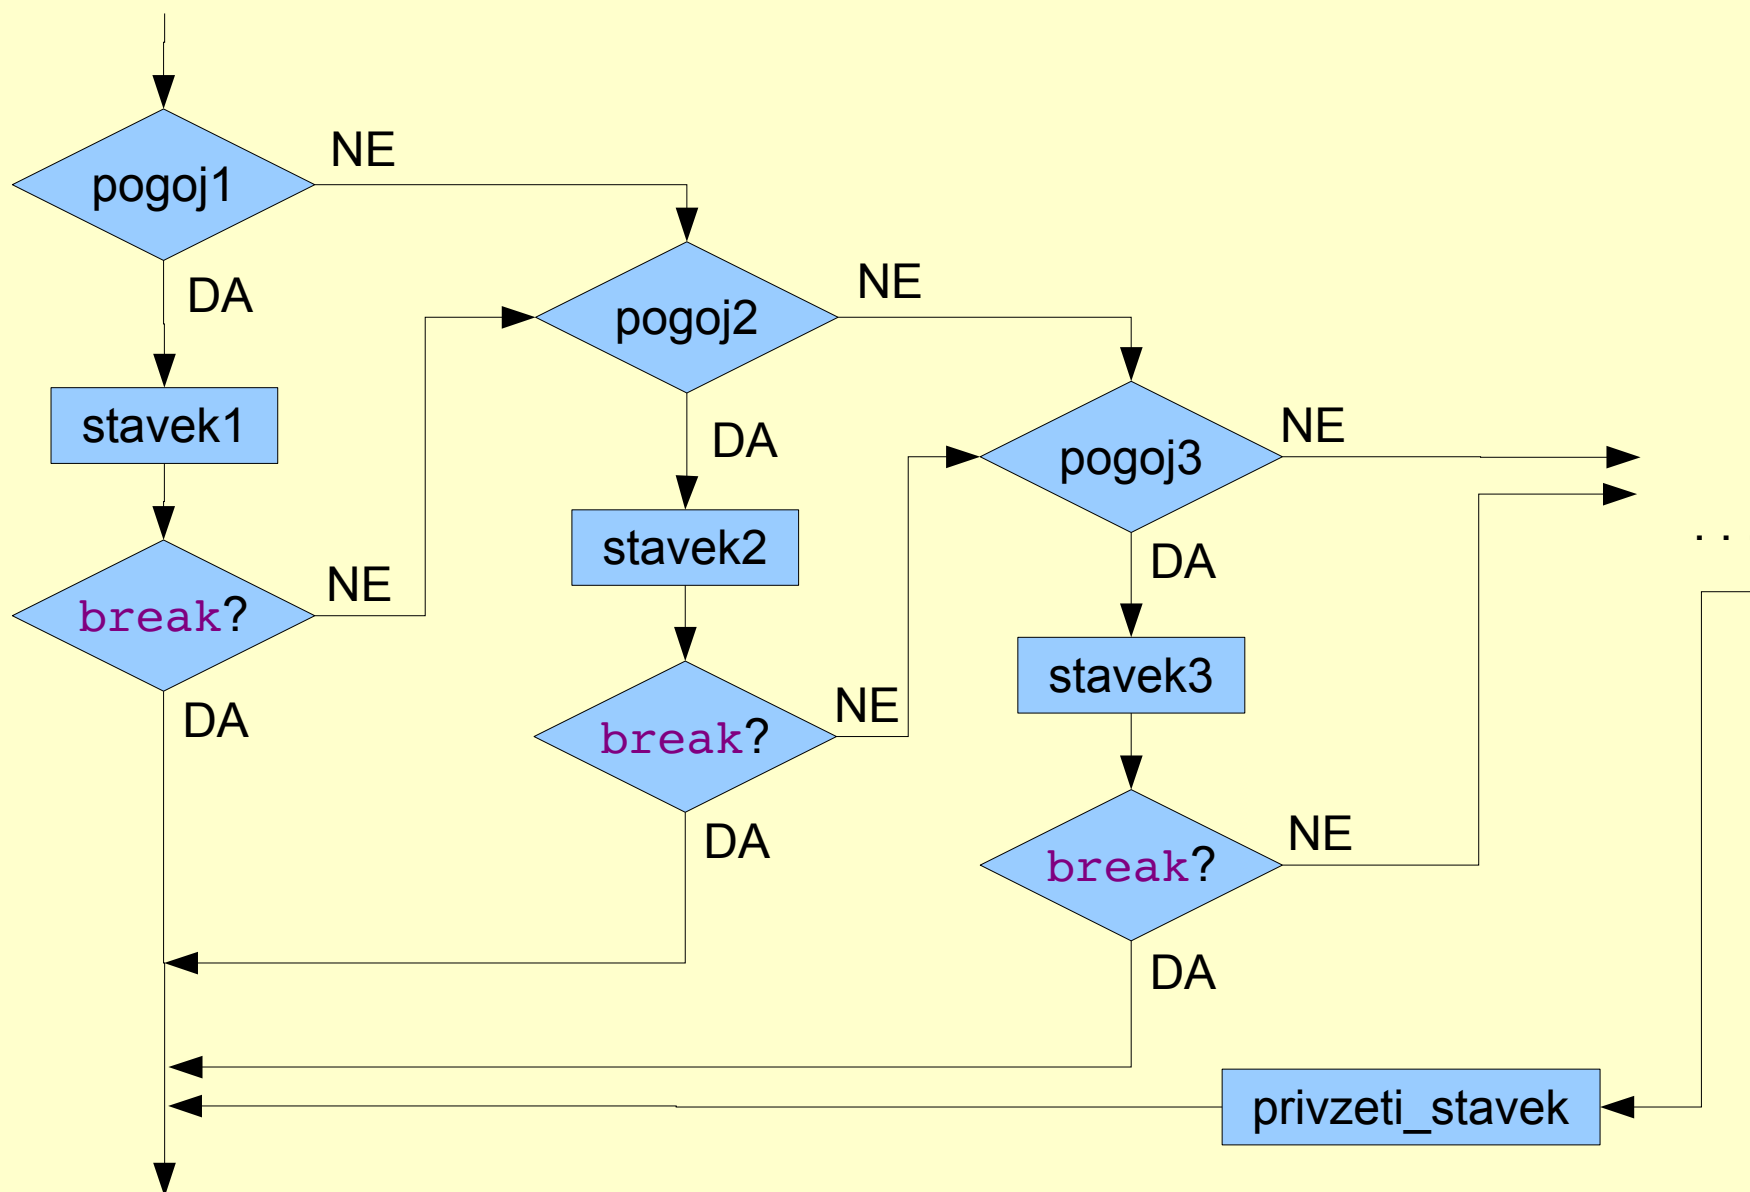 pogoj1
NE
DA
stavek1
break?
NE
DA
pogoj2
NE
DA
stavek2
break?
NE
DA
pogoj3
NE
DA
stavek3
break?
NE
DA
. .
privzeti_stavek